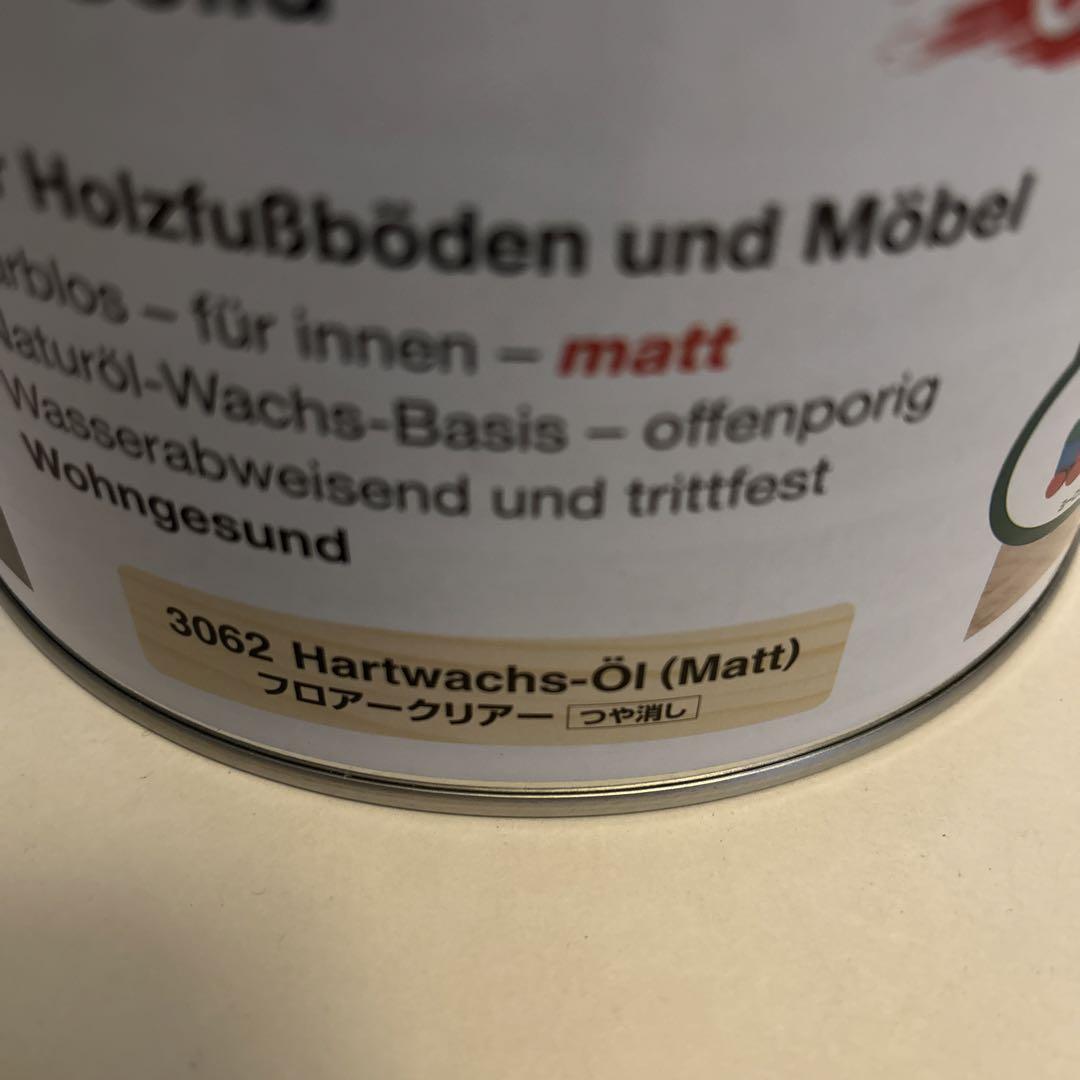 Holzfußböden und Möbel
– für innen – matt
Naturöl-Wachs-Basis – offenporig
Wasserabweisend und trittfest
Wohngesund
3062 Hartwachs-Öl (Matt)
フロアークリアー つや消し